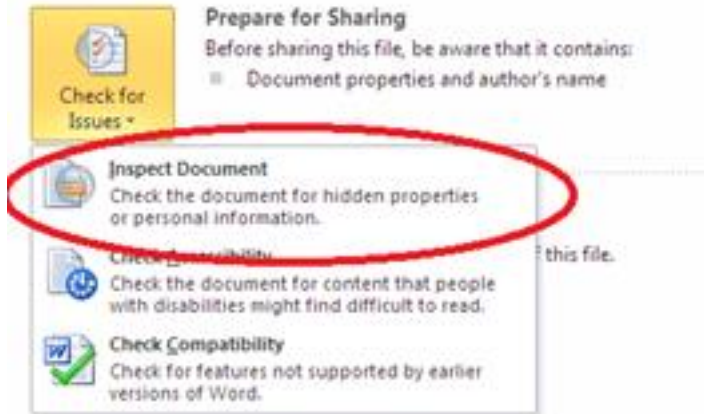 Prepare for Sharing
Before sharing this file, be aware that it contains:
Document properties and author's name
Check for
Issues
Inspect Document
Check the document for hidden properties
or personal information.
Check Accessibility
this file.
Check the document for content that people
with disabilities might find difficult to read.
Check Compatibility
Check for features not supported by earlier
versions of Word.